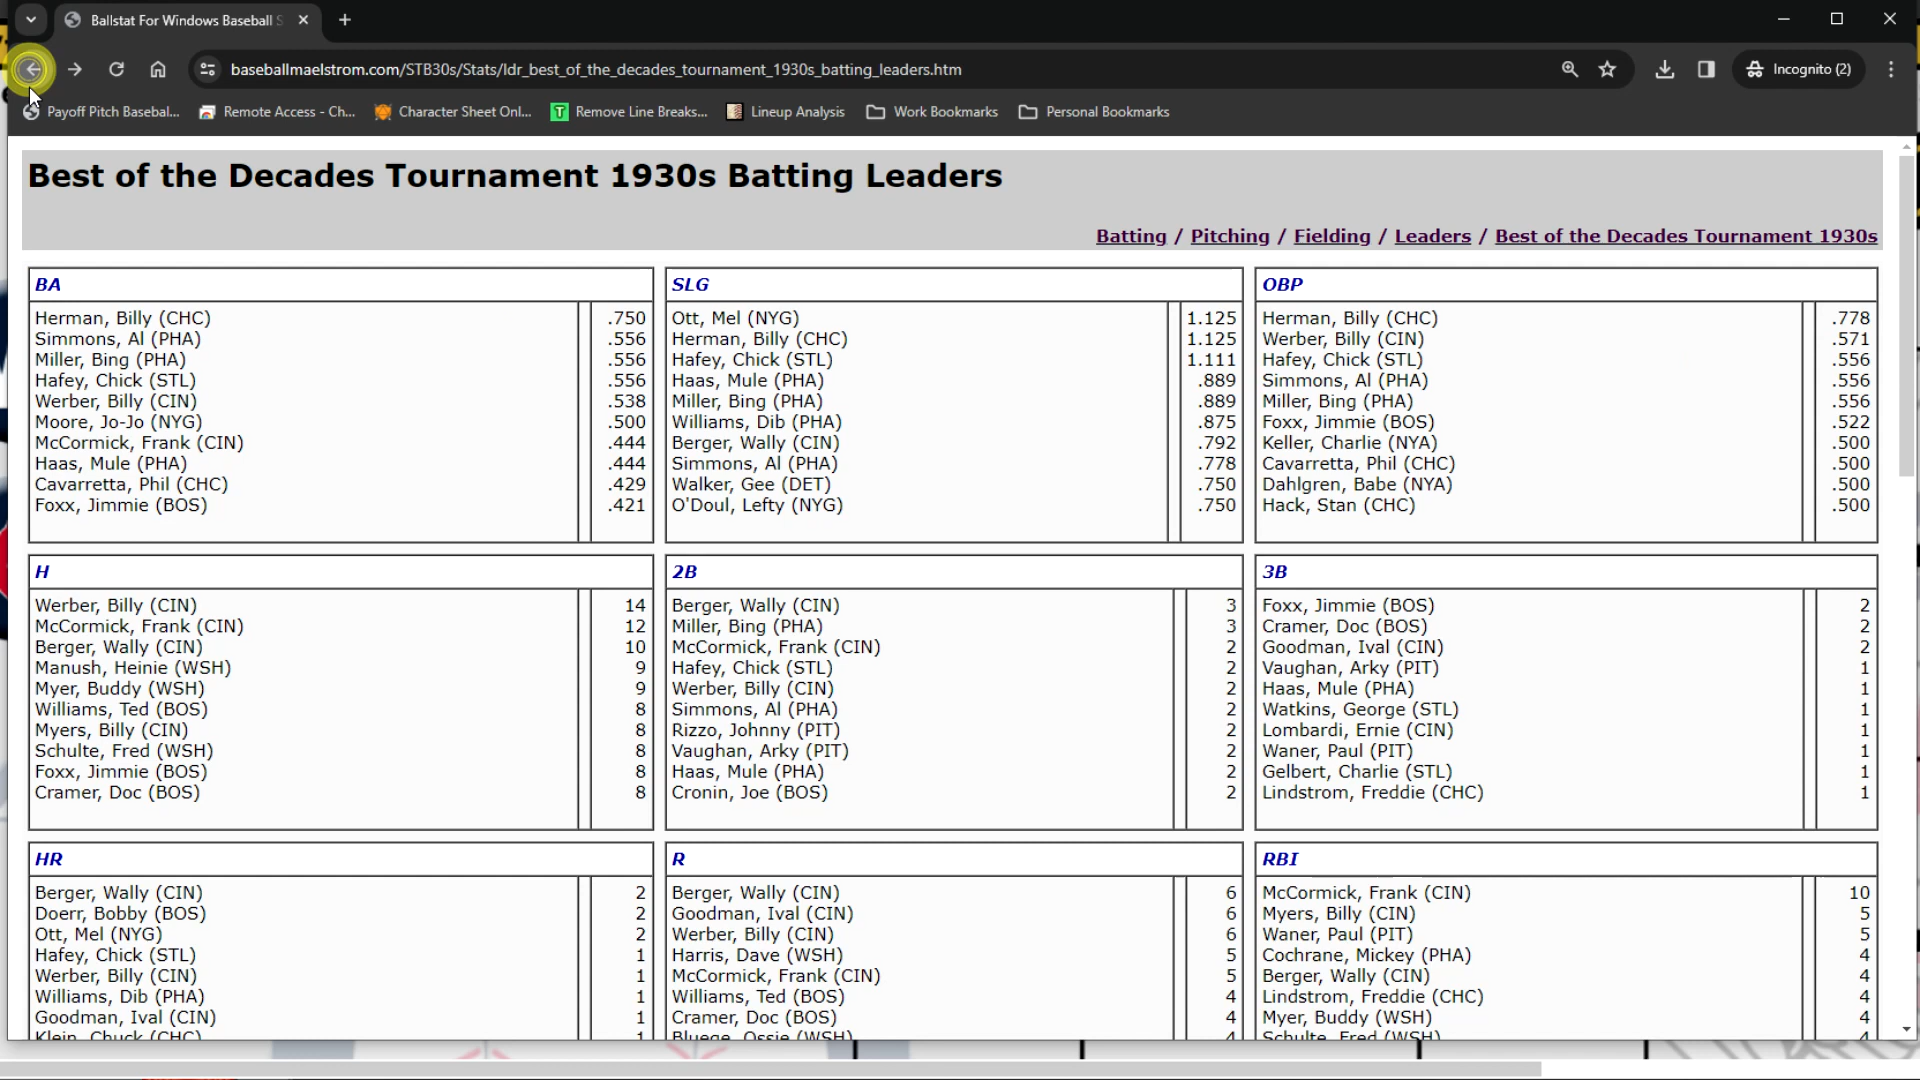 Ballstat For Windows Baseball S
baseballmaelstrom.com/STB30s/Stats/ldr_best_of_the_decades_tournament_1930s_batting_leaders.htm
Incognito (2)
Payoff Pitch Basebal...
Remote Access - Ch...
Character Sheet Onl...
Remove Line Breaks...
Lineup Analysis
Work Bookmarks
Personal Bookmarks
Best of the Decades Tournament 1930s Batting Leaders
Batting / Pitching / Fielding / Leaders / Best of the Decades Tournament 1930s
BA
Herman, Billy (CHC) .750
Simmons, Al (PHA) .556
Miller, Bing (PHA) .556
Hafey, Chick (STL) .556
Werber, Billy (CIN) .538
Moore, Jo-Jo (NYG) .500
McCormick, Frank (CIN) .444
Haas, Mule (PHA) .444
Cavarretta, Phil (CHC) .429
Foxx, Jimmie (BOS) .421
SLG
Ott, Mel (NYG) 1.125
Herman, Billy (CHC) 1.125
Hafey, Chick (STL) 1.111
Haas, Mule (PHA) .889
Miller, Bing (PHA) .889
Williams, Dib (PHA) .875
Berger, Wally (CIN) .792
Simmons, Al (PHA) .778
Walker, Gee (DET) .750
O'Doul, Lefty (NYG) .750
OBP
Herman, Billy (CHC) .778
Werber, Billy (CIN) .571
Hafey, Chick (STL) .556
Simmons, Al (PHA) .556
Miller, Bing (PHA) .556
Foxx, Jimmie (BOS) .522
Keller, Charlie (NYA) .500
Cavarretta, Phil (CHC) .500
Dahlgren, Babe (NYA) .500
Hack, Stan (CHC) .500
H
Werber, Billy (CIN) 14
McCormick, Frank (CIN) 12
Berger, Wally (CIN) 10
Manush, Heinie (WSH) 9
Myer, Buddy (WSH) 9
Williams, Ted (BOS) 8
Myers, Billy (CIN) 8
Schulte, Fred (WSH) 8
Foxx, Jimmie (BOS) 8
Cramer, Doc (BOS) 8
2B
Berger, Wally (CIN) 3
Miller, Bing (PHA) 3
McCormick, Frank (CIN) 2
Hafey, Chick (STL) 2
Werber, Billy (CIN) 2
Simmons, Al (PHA) 2
Rizzo, Johnny (PIT) 2
Vaughan, Arky (PIT) 2
Haas, Mule (PHA) 2
Cronin, Joe (BOS) 2
3B
Foxx, Jimmie (BOS) 2
Cramer, Doc (BOS) 2
Goodman, Ival (CIN) 2
Vaughan, Arky (PIT) 1
Haas, Mule (PHA) 1
Watkins, George (STL) 1
Lombardi, Ernie (CIN) 1
Waner, Paul (PIT) 1
Gelbert, Charlie (STL) 1
Lindstrom, Freddie (CHC) 1
HR
Berger, Wally (CIN) 2
Doerr, Bobby (BOS) 2
Ott, Mel (NYG) 2
Hafey, Chick (STL) 1
Werber, Billy (CIN) 1
Williams, Dib (PHA) 1
Goodman, Ival (CIN) 1
Klein, Chuck (CHC) 1
R
Berger, Wally (CIN) 6
Goodman, Ival (CIN) 6
Werber, Billy (CIN) 6
Harris, Dave (WSH) 5
McCormick, Frank (CIN) 5
Williams, Ted (BOS) 4
Cramer, Doc (BOS) 4
Bluege, Ossie (WSH) 4
RBI
McCormick, Frank (CIN) 10
Myers, Billy (CIN) 5
Waner, Paul (PIT) 5
Cochrane, Mickey (PHA) 4
Berger, Wally (CIN) 4
Lindstrom, Freddie (CHC) 4
Myer, Buddy (WSH) 4
Schulte, Fred (WSH) 4